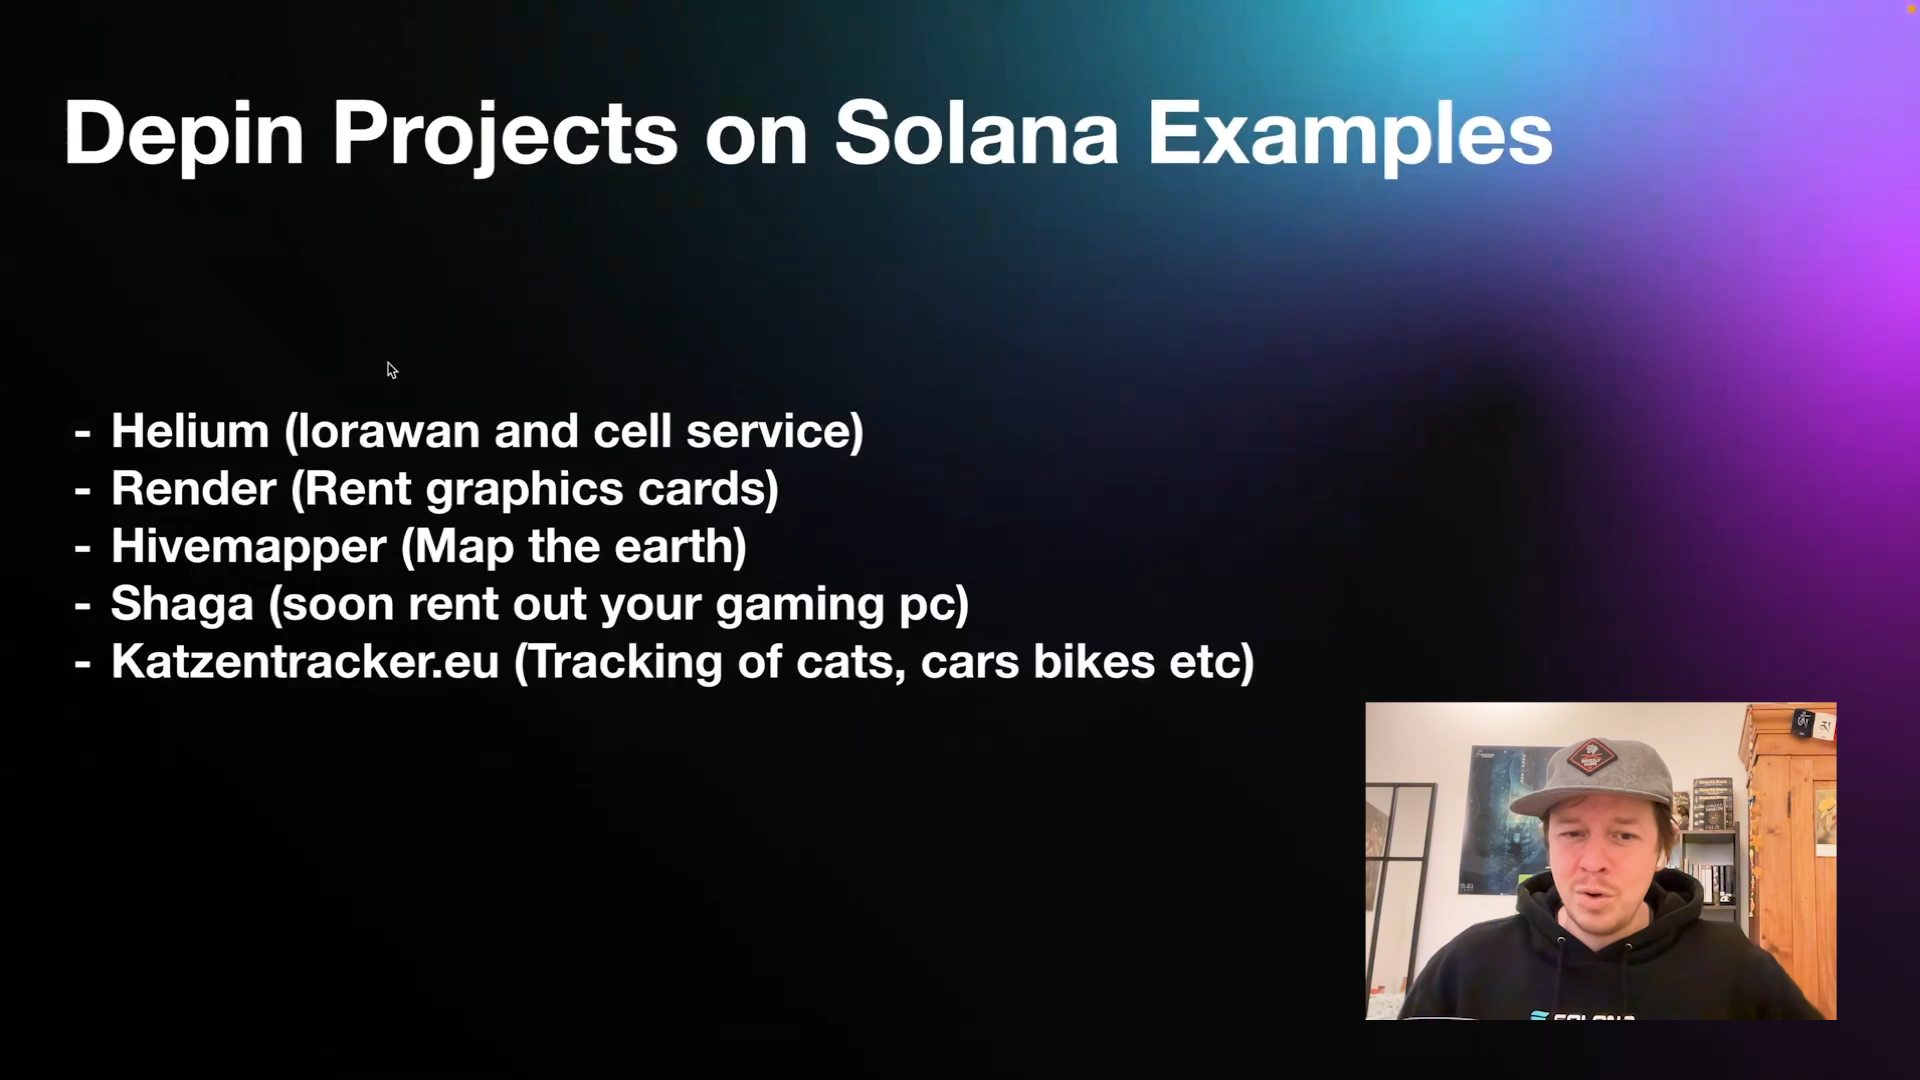 Depin Projects on Solana Examples
- Helium (lorawan and cell service)
- Render (Rent graphics cards)
- Hivemapper (Map the earth)
- Shaga (soon rent out your gaming pc)
- Katzentracker.eu (Tracking of cats, cars bikes etc)
SOLANA